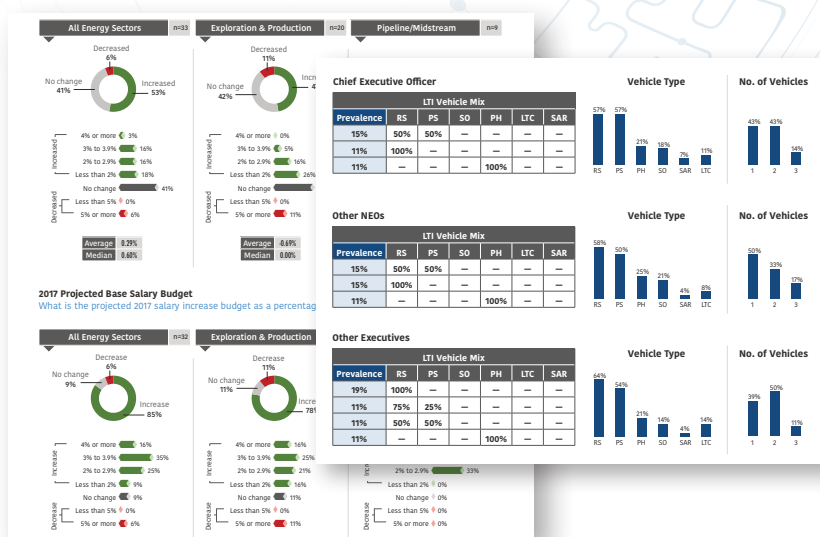 All Energy Sectors n=33 Exploration & Production n=20 Pipeline/Midstream n=9
Decreased
6%
No change
41%
Increased
53%
Increased
4% or more 3%
3% to 3.9% 16%
2% to 2.9% 16%
Less than 2% 18%
No change 41%
Decreased
Less than 5% 0%
5% or more 6%
Average 0.29%
Median 0.60%
Decreased
11%
No change
42%
4% or more 0%
3% to 3.9% 5%
2% to 2.9% 16%
Less than 2% 26%
No change
Less than 5% 0%
5% or more 11%
Average -0.69%
Median 0.00%
2017 Projected Base Salary Budget
What is the projected 2017 salary increase budget as a
All Energy Sectors n=32 Exploration & Production
Decrease
6%
No change
9%
Increase
85%
Increase
4% or more 16%
3% to 3.9% 35%
2% to 2.9% 25%
Less than 2% 9%
No change 9%
Decrease
Less than 5% 0%
5% or more 6%
Decrease
11%
No change
11%
78%
Increase
4% or more 16%
3% to 3.9% 25%
2% to 2.9% 21%
Less than 2% 16%
No change 11%
Decrease
Less than 5% 0%
5% or more 11%
2% to 2.9% 33%
Less than 2% 0%
No change 0%
Decrease
Less than 5% 0%
5% or more 0%
Chief Executive Officer
LTI Vehicle Mix
Prevalence RS PS SO PH LTC SAR
15% 50% 50% — — — —
11% 100% — — — — —
11% — — — 100% — —
Vehicle Type
57% 57% 21% 18% 7% 11%
RS PS PH SO SAR LTC
No. of Vehicles
43% 43% 14%
1 2 3
Other NEOs
LTI Vehicle Mix
Prevalence RS PS SO PH LTC SAR
15% 50% 50% — — — —
15% 100% — — — — —
11% — — — 100% — —
Vehicle Type
58% 50% 25% 21% 4% 8%
RS PS PH SO SAR LTC
No. of Vehicles
50% 33% 17%
1 2 3
Other Executives
LTI Vehicle Mix
Prevalence RS PS SO PH LTC SAR
19% 100% — — — — —
11% 75% 25% — — — —
11% 50% 50% — — — —
11% — — — 100% — —
Vehicle Type
64% 54% 21% 14% 4% 14%
RS PS PH SO SAR LTC
No. of Vehicles
39% 50% 11%
1 2 3